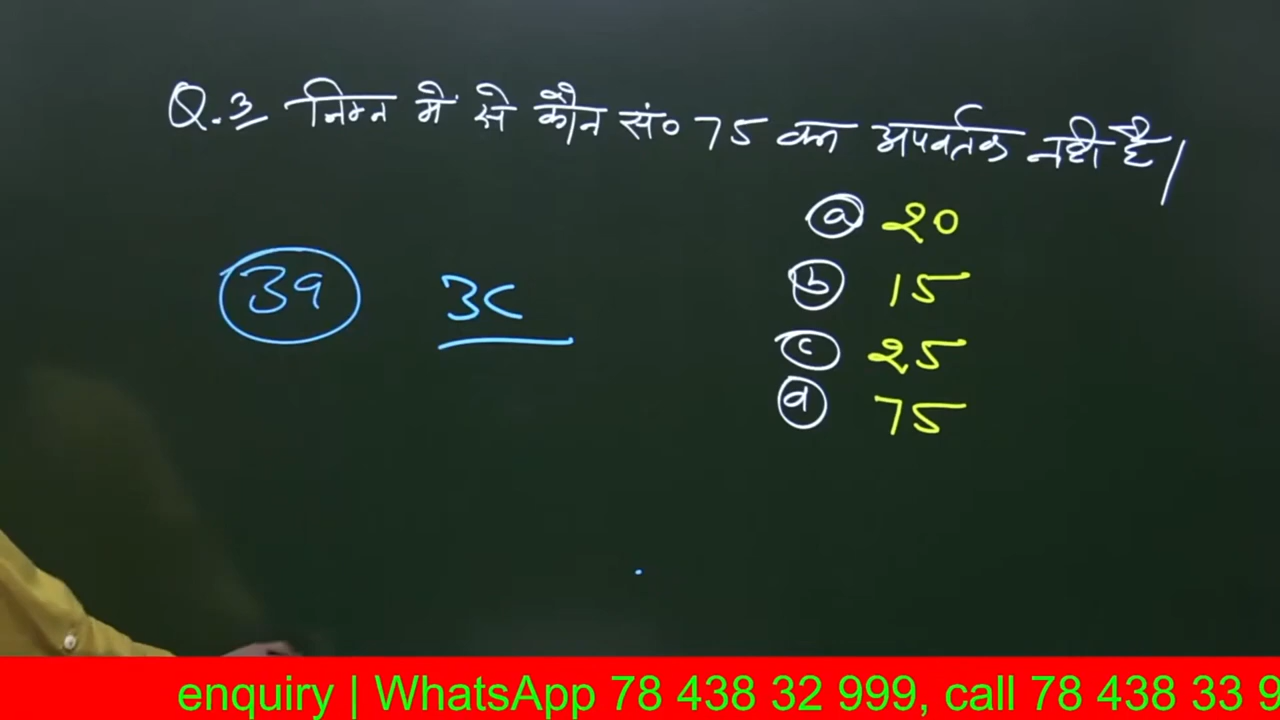 Q.3 निम्न में से कौन सं० 75 का अपवर्तक नहीं है।
(a) 20
(b) 15
(c) 25
(d) 75
39
enquiry | WhatsApp 78 438 32 999, call 78 438 33 9